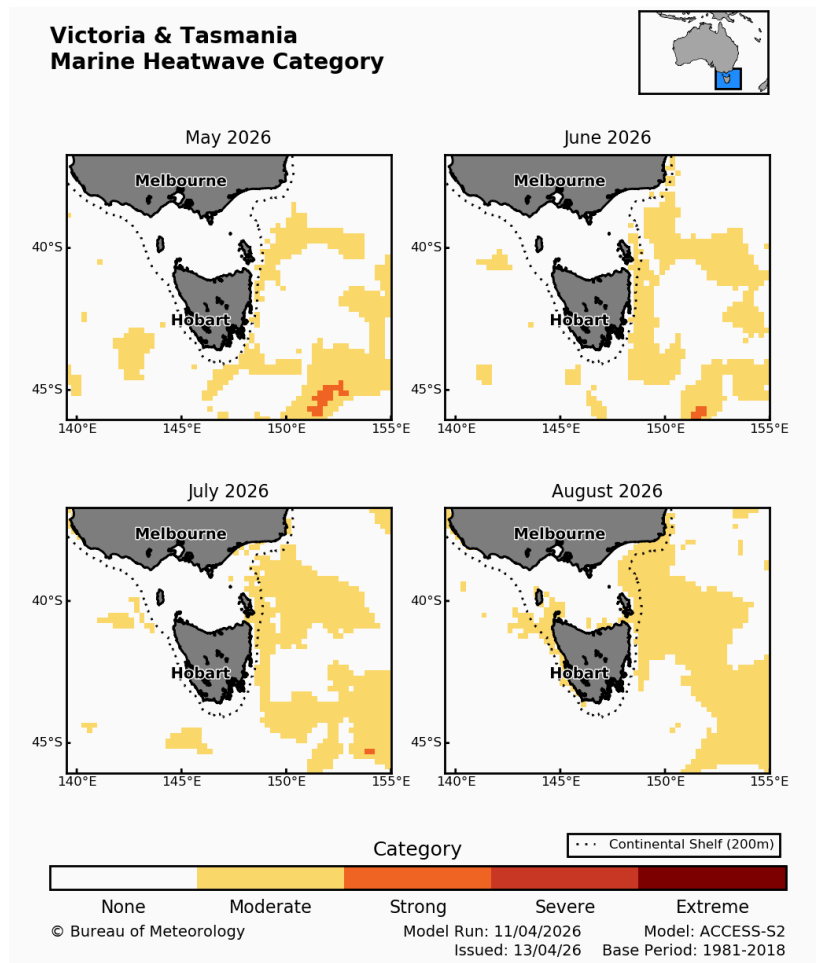 Victoria & Tasmania
Marine Heatwave Category
May 2026
June 2026
Melbourne
Hobart
40°S
45°S
140°E 145°E 150°E 155°E
Melbourne
Hobart
40°S
45°S
140°E 145°E 150°E 155°E
July 2026
August 2026
Melbourne
Hobart
40°S
45°S
140°E 145°E 150°E 155°E
Melbourne
Hobart
40°S
45°S
140°E 145°E 150°E 155°E
Category
Continental Shelf (200m)
None Moderate Strong Severe Extreme
© Bureau of Meteorology Model Run: 11/04/2026 Model: ACCESS-S2
Issued: 13/04/26 Base Period: 1981-2018